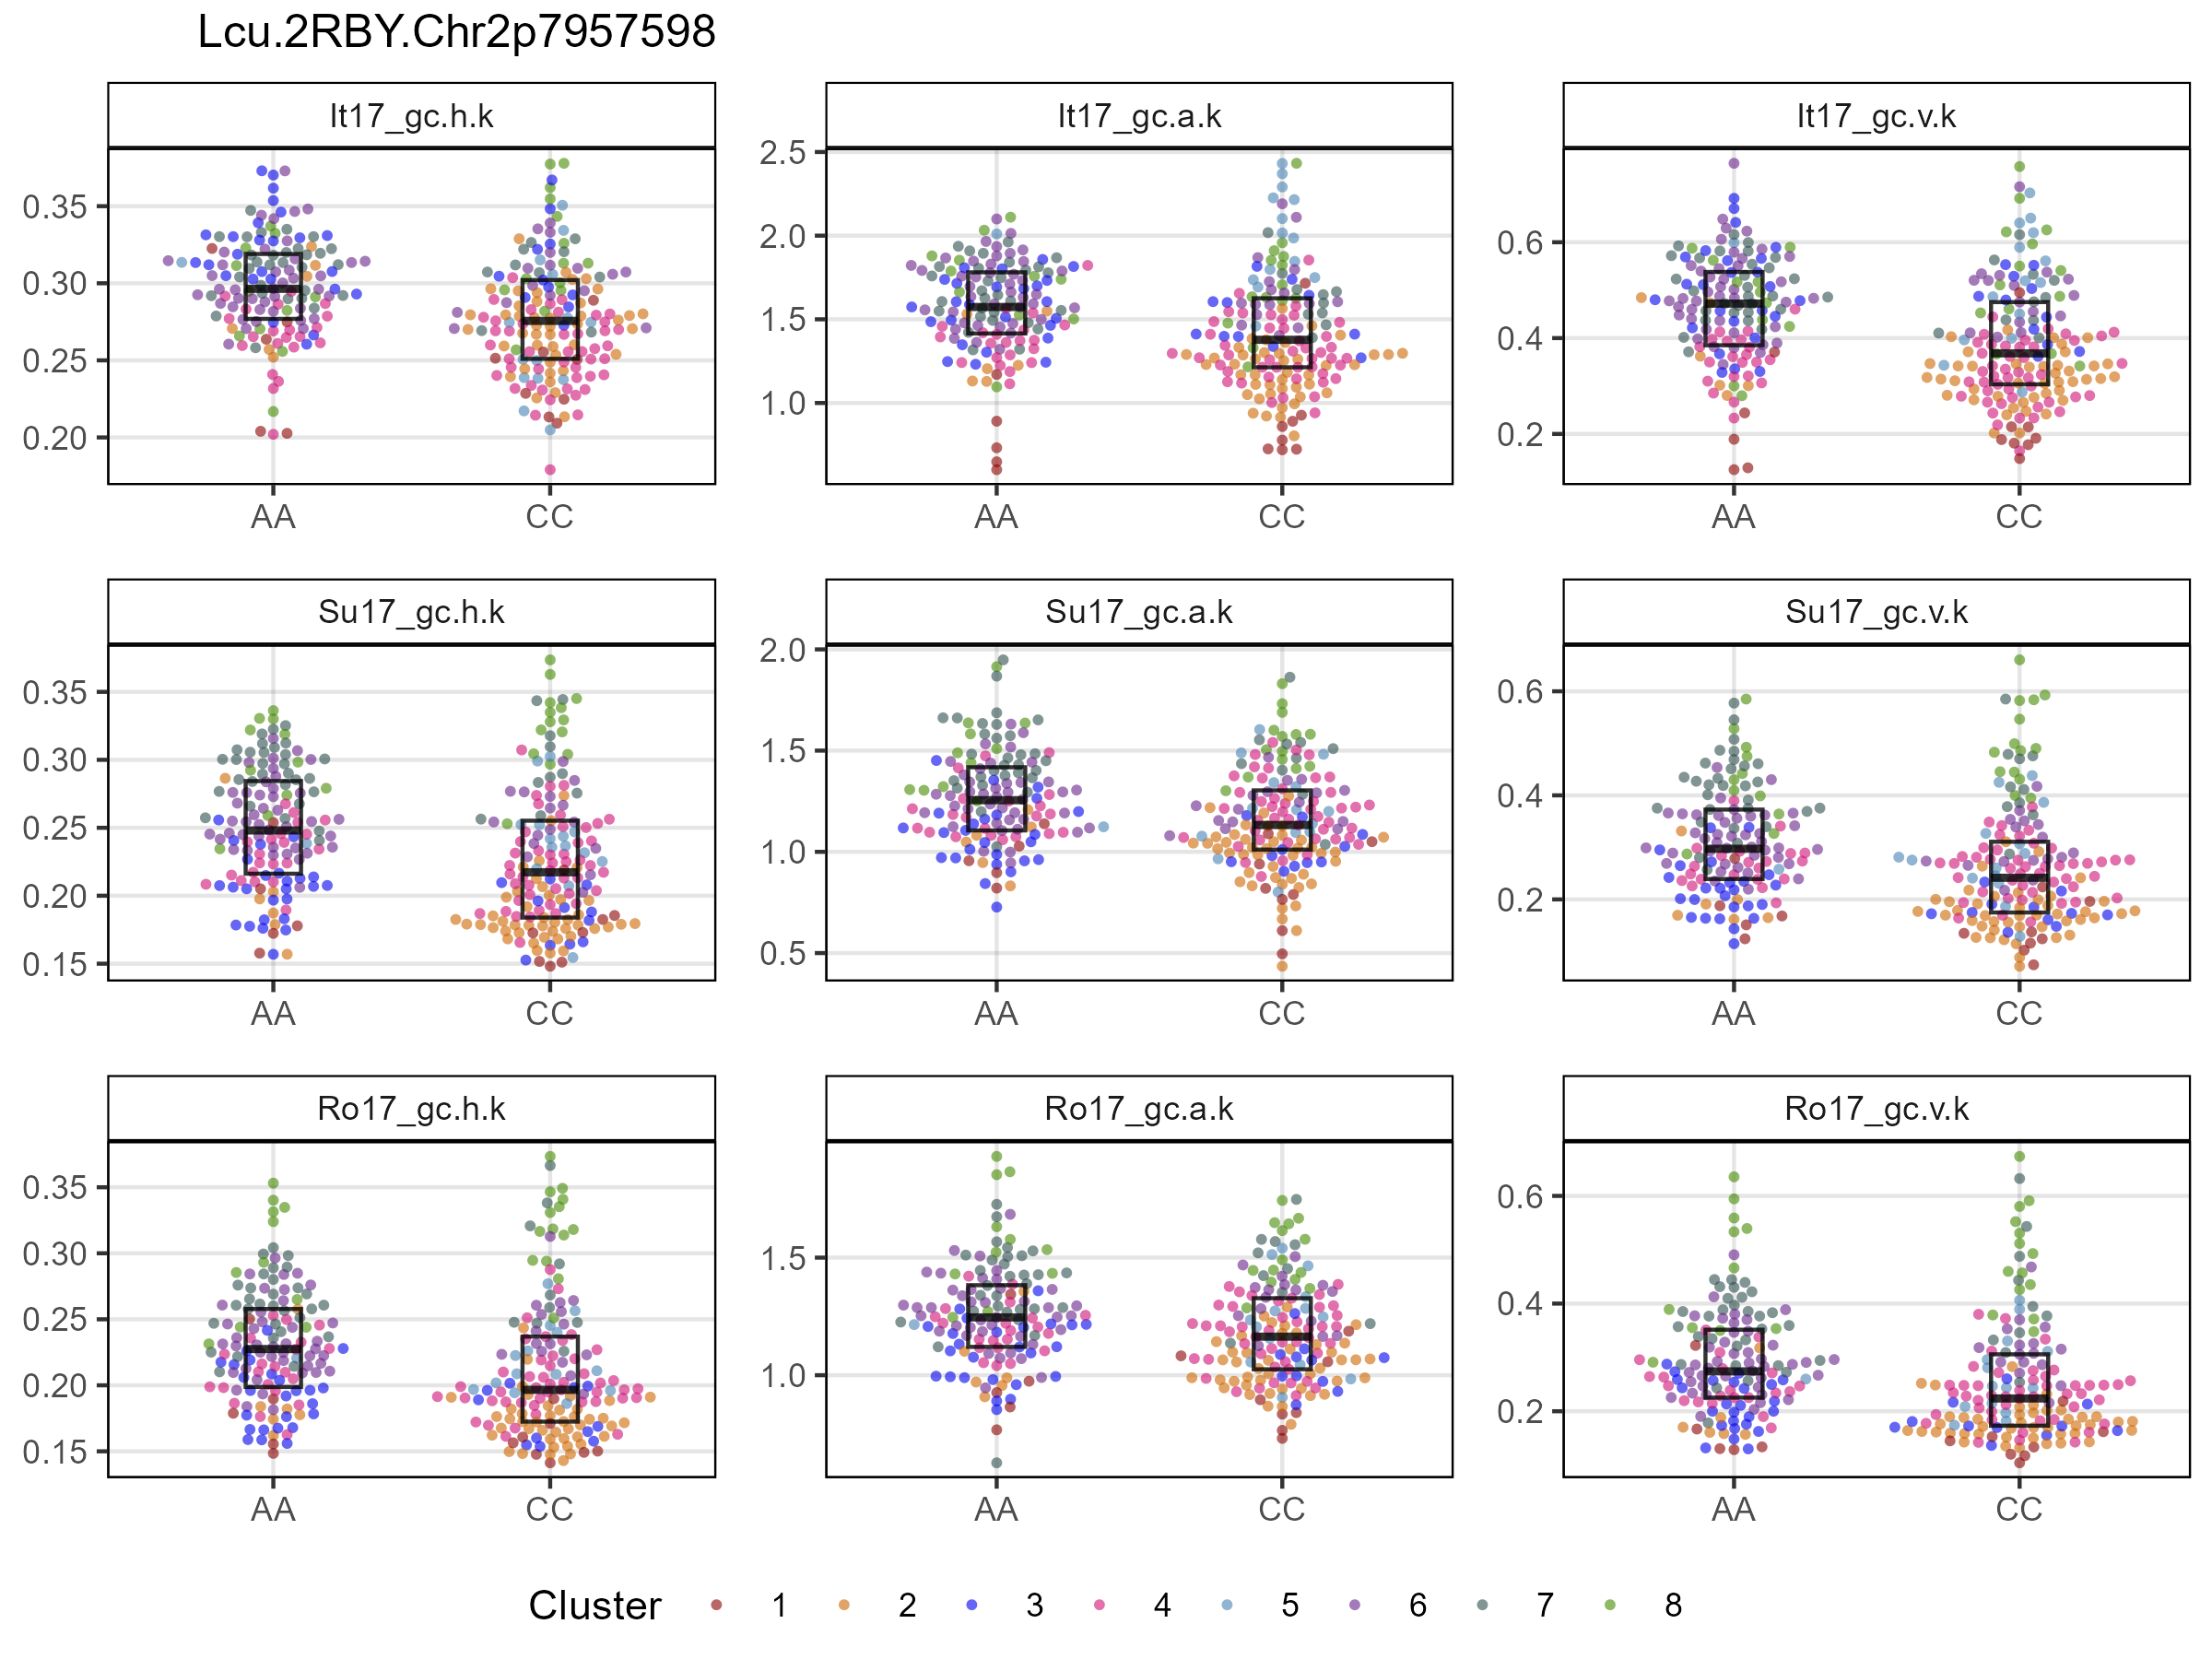 Lcu.2RBY.Chr2p7957598
It17_gc.h.k
It17_gc.a.k
It17_gc.v.k
0.35
0.30
0.25
0.20
AA
CC
2.5
2.0
1.5
1.0
AA
CC
0.6
0.4
0.2
AA
CC
Su17_gc.h.k
Su17_gc.a.k
Su17_gc.v.k
0.35
0.30
0.25
0.20
0.15
AA
CC
2.0
1.5
1.0
0.5
AA
CC
0.6
0.4
0.2
AA
CC
Ro17_gc.h.k
Ro17_gc.a.k
Ro17_gc.v.k
0.35
0.30
0.25
0.20
0.15
AA
CC
1.5
1.0
AA
CC
0.6
0.4
0.2
AA
CC
Cluster 1 2 3 4 5 6 7 8